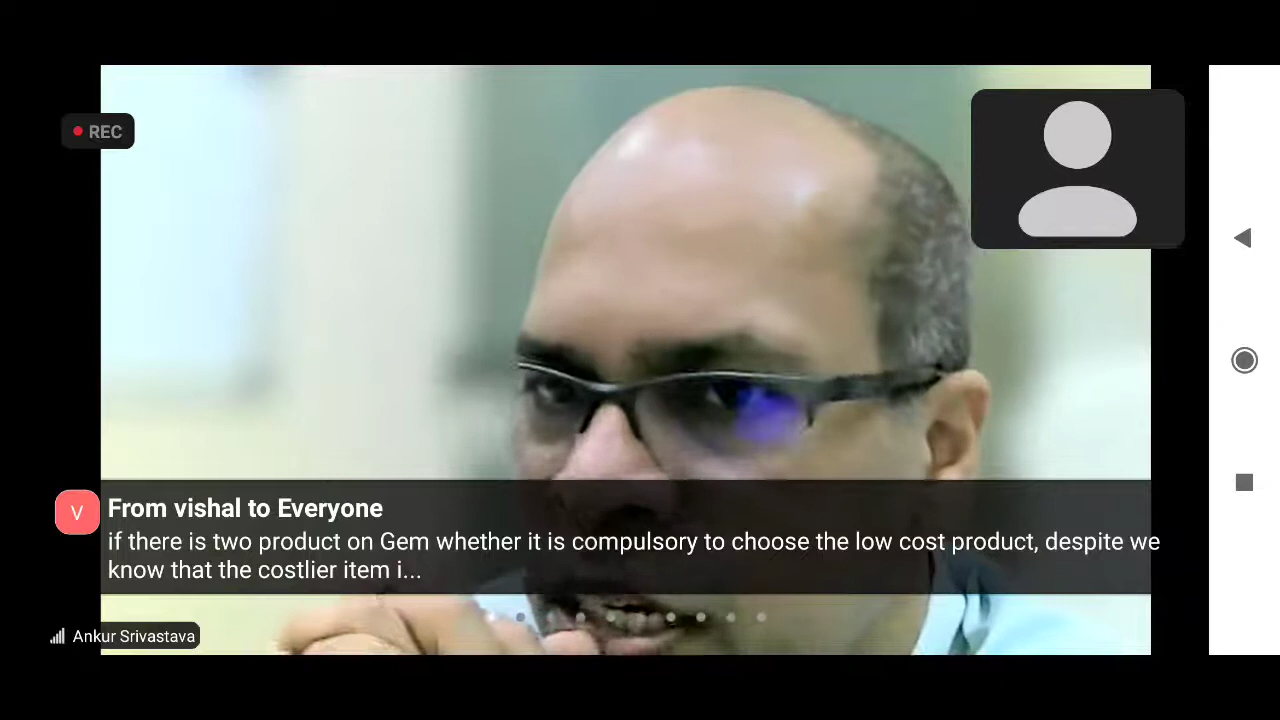 REC
V
From vishal to Everyone
if there is two product on Gem whether it is compulsory to choose the low cost product, despite we
know that the costlier item i...
Ankur Srivastava